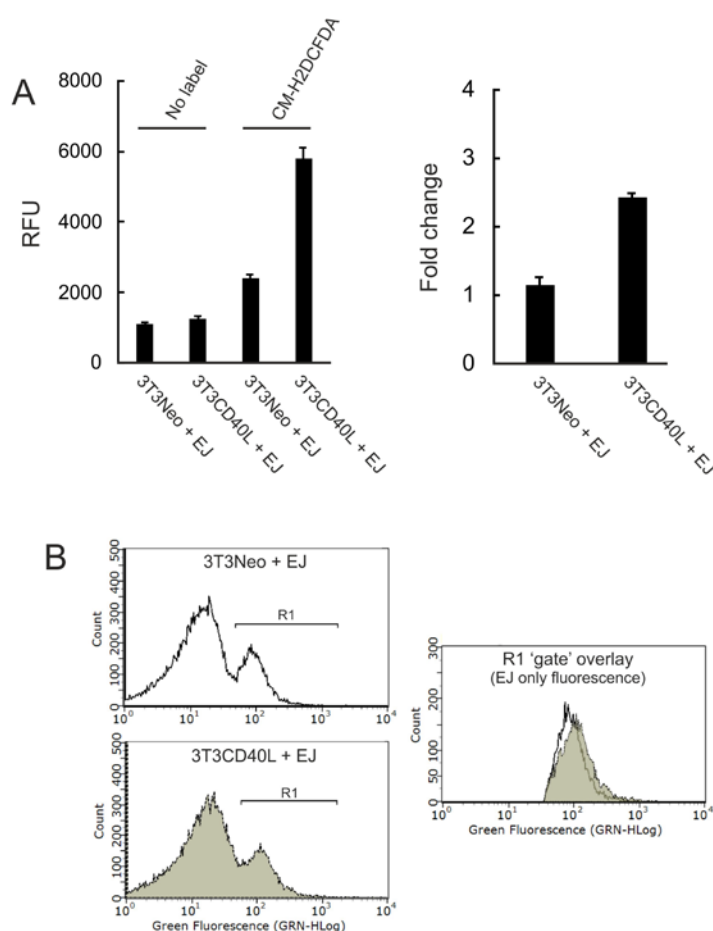 A
No label
CM-H2DCFDA
8000
6000
4000
2000
0
RFU
3T3Neo + EJ
3T3CD40L + EJ
3T3Neo + EJ
3T3CD40L + EJ
4
3
2
1
0
Fold change
3T3Neo + EJ
3T3CD40L + EJ
B
3T3Neo + EJ
R1
500
400
300
200
100
0
Count
10⁰ 10¹ 10² 10³ 10⁴
3T3CD40L + EJ
R1
500
400
300
200
100
0
Count
10⁰ 10¹ 10² 10³ 10⁴
Green Fluorescence (GRN-HLog)
R1 'gate' overlay
(EJ only fluorescence)
300
200
100
50
0
Count
10⁰ 10¹ 10² 10³ 10⁴
Green Fluorescence (GRN-HLog)